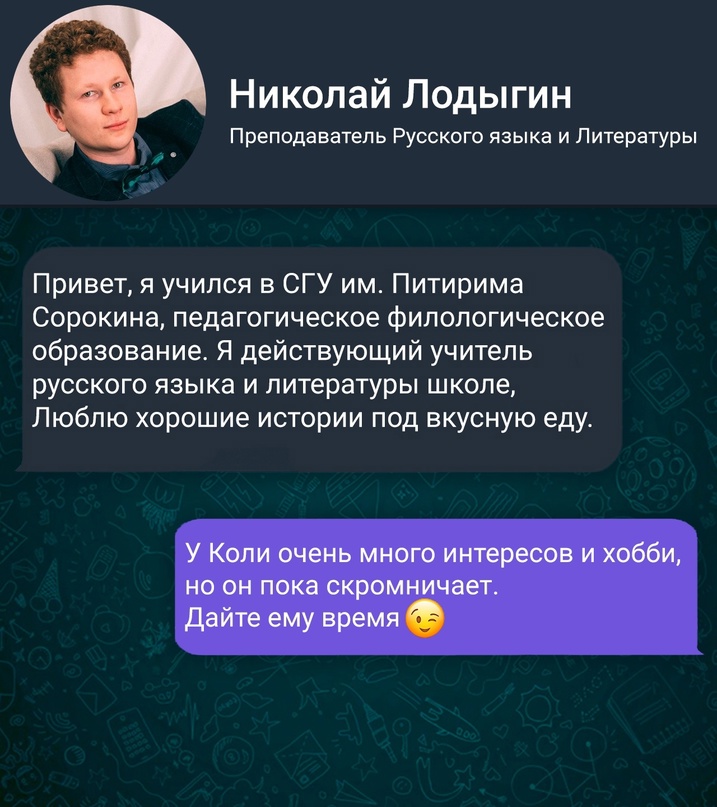 Николай Лодыгин
Преподаватель Русского языка и Литературы
Привет, я учился в СГУ им. Питирима
Сорокина, педагогическое филологическое
образование. Я действующий учитель
русского языка и литературы школе,
Люблю хорошие истории под вкусную еду.
У Коли очень много интересов и хобби,
но он пока скромничает.
Дайте ему время😉